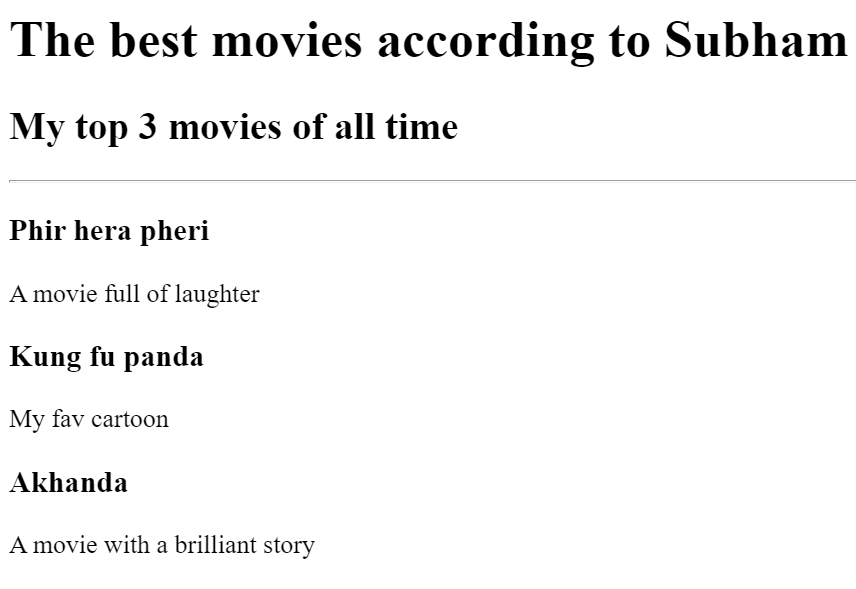 The best movies according to Subham
My top 3 movies of all time
Phir hera pheri
A movie full of laughter
Kung fu panda
My fav cartoon
Akhanda
A movie with a brilliant story